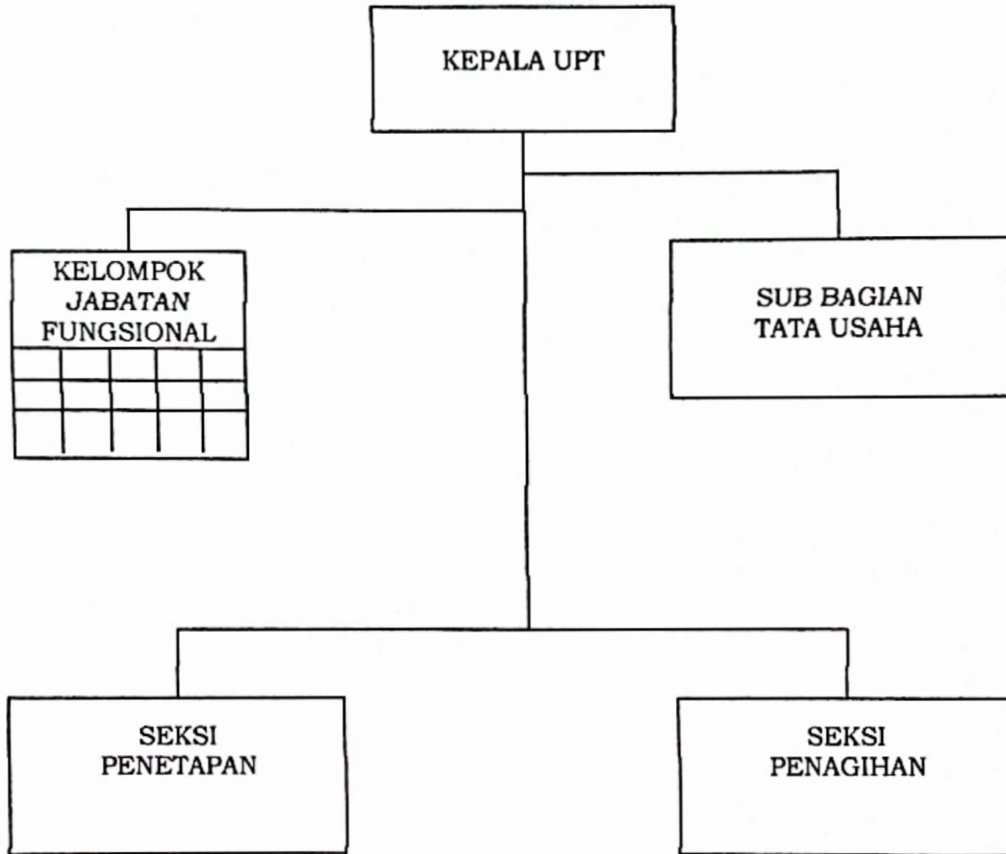 KEPALA UPT
KELOMPOK
JABATAN
FUNGSIONAL
SUB BAGIAN
TATA USAHA
SEKSI
PENETAPAN
SEKSI
PENAGIHAN